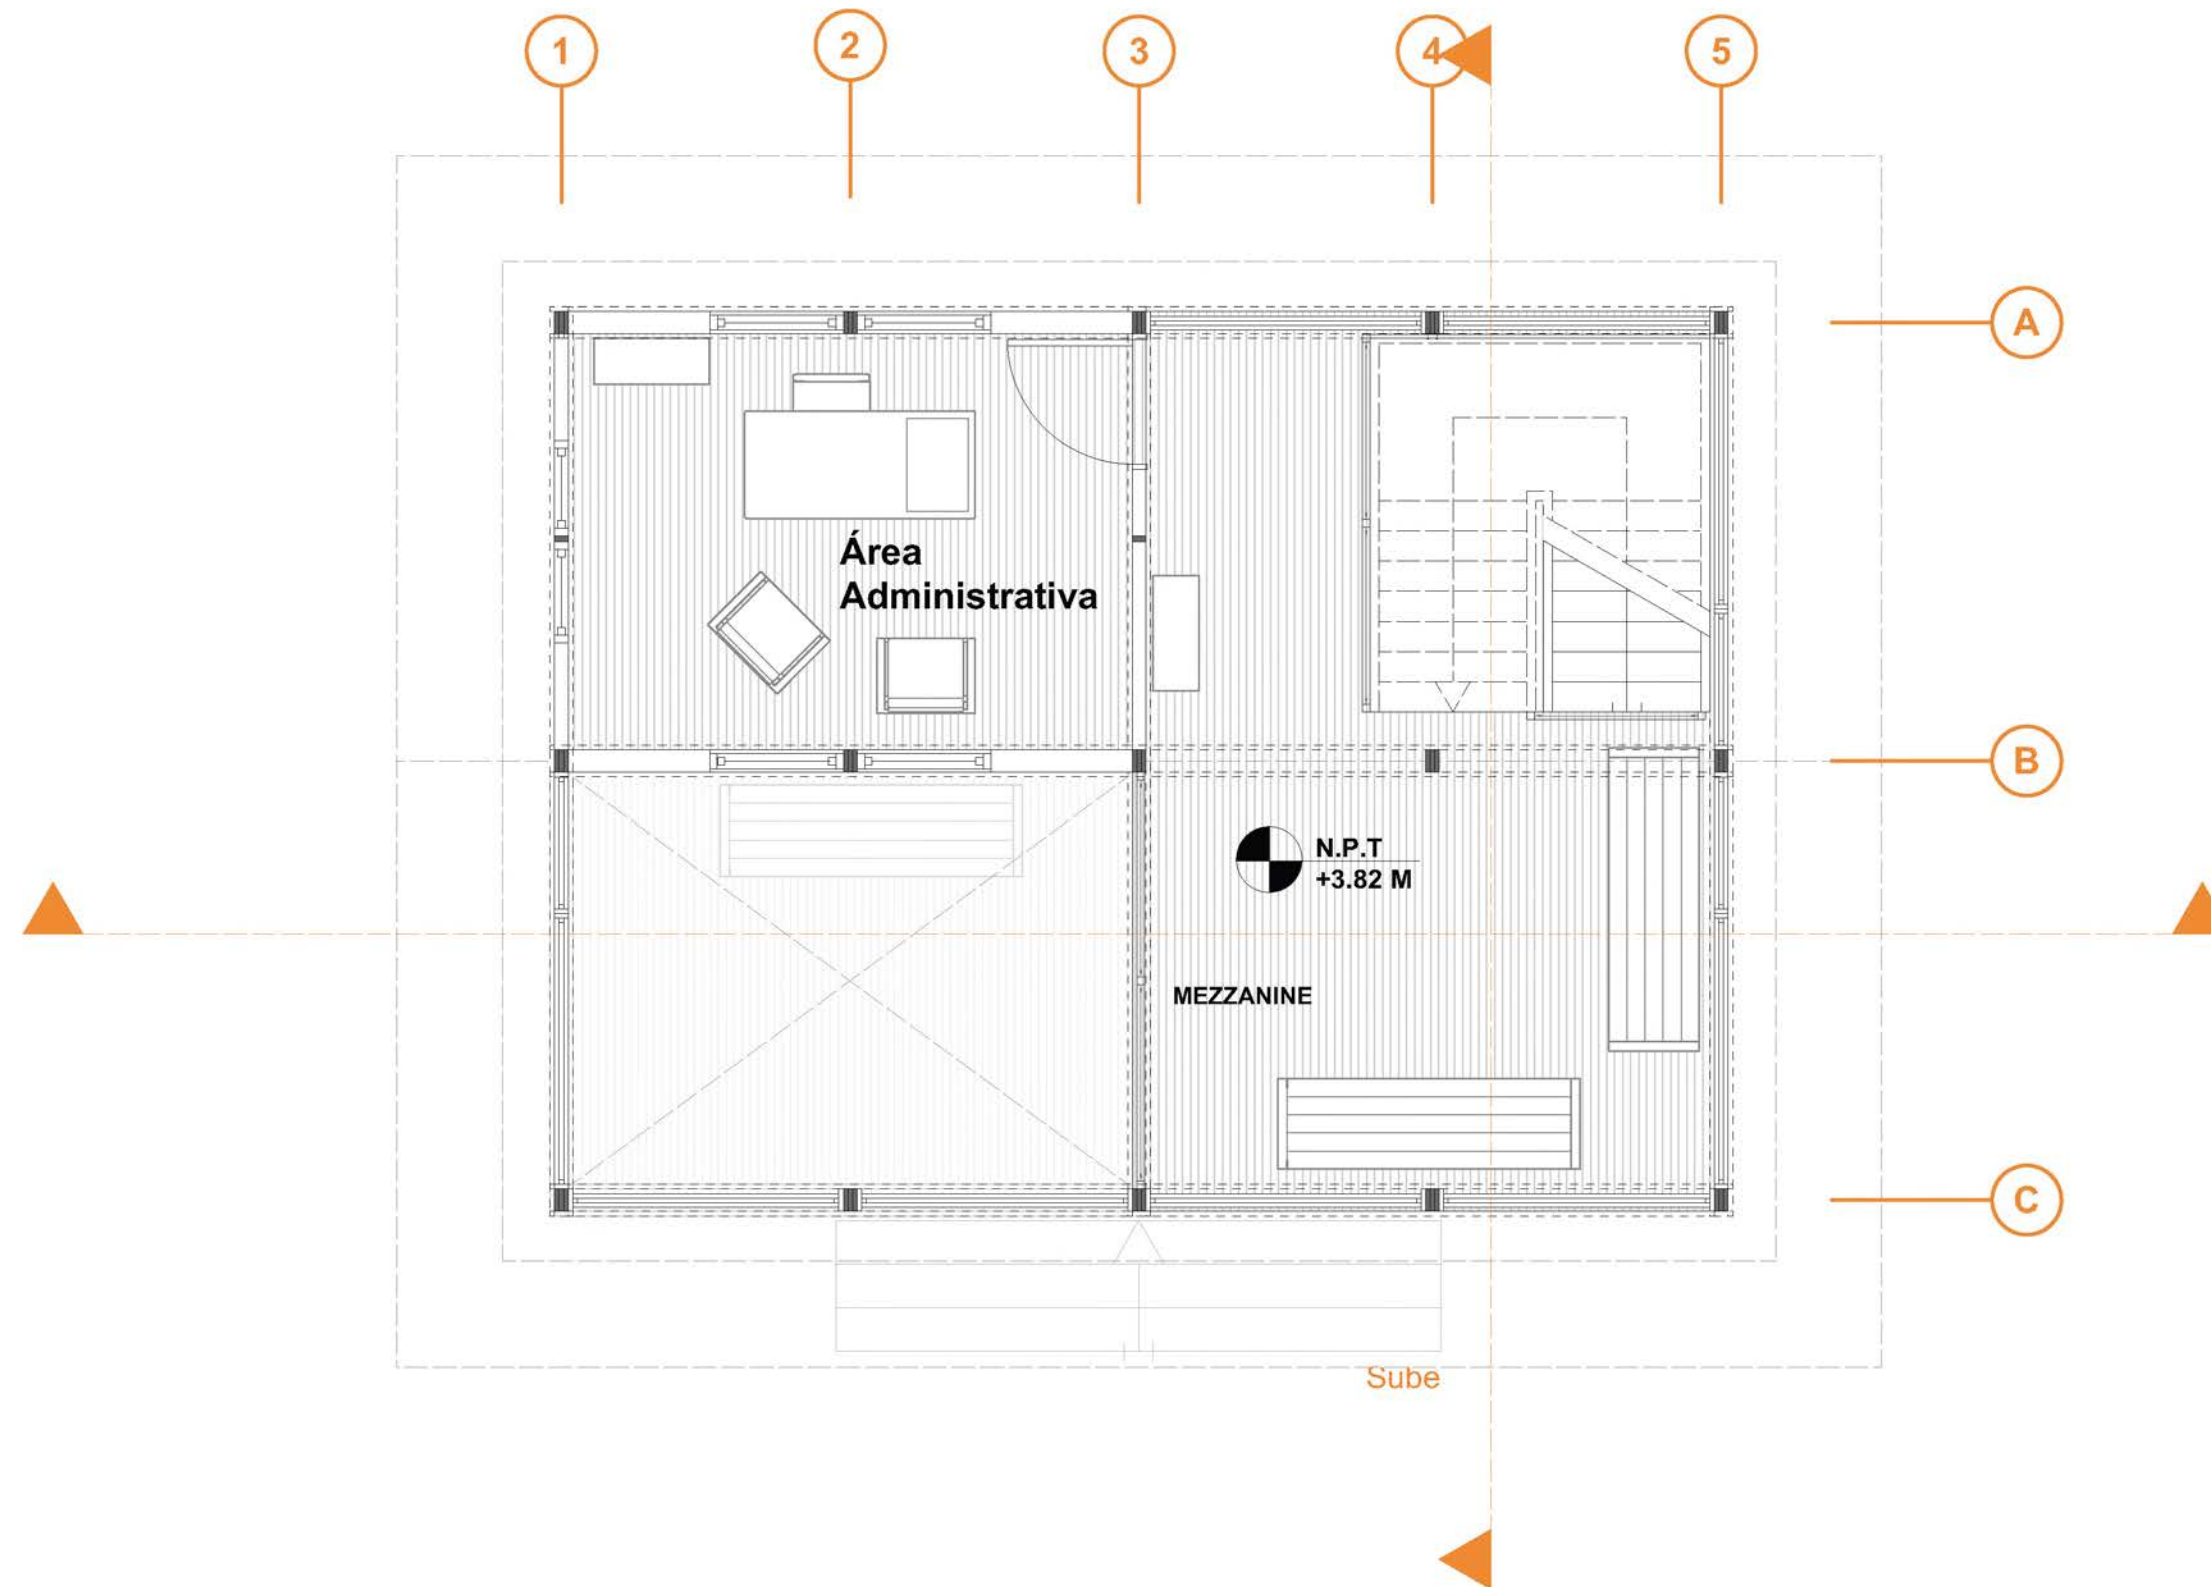 1
2
3
4
5
A
Área
Administrativa
B
N.P.T
+3.82 M
MEZZANINE
C
Sube